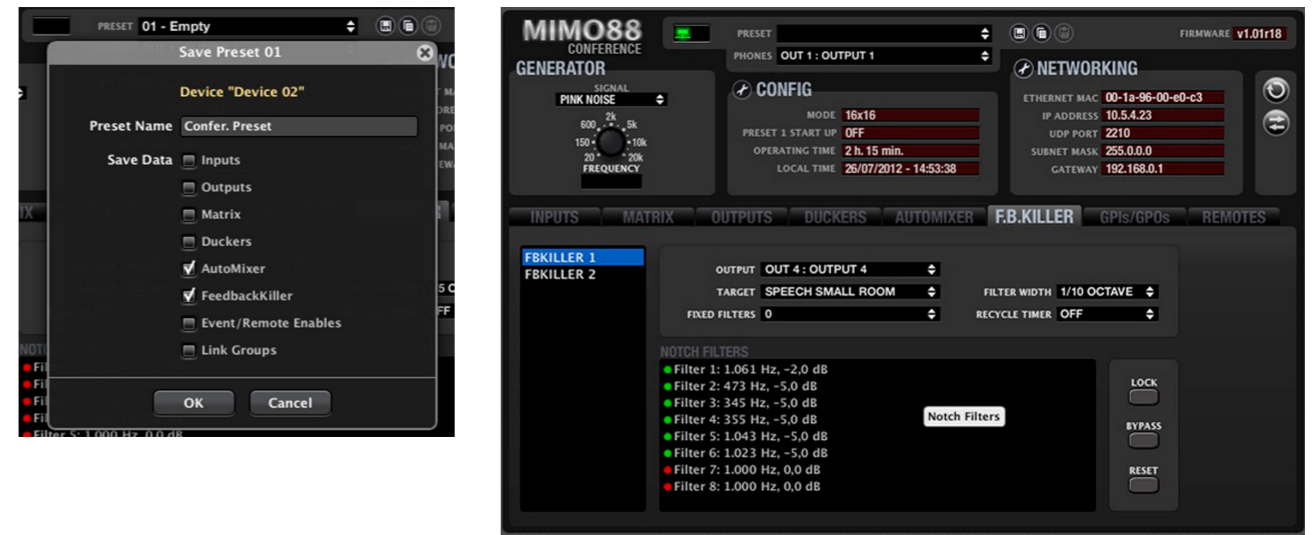 PRESET 01 - Empty
Save Preset 01
Device "Device 02"
Preset Name Confer. Preset
Save Data Inputs
Outputs
Matrix
Duckers
AutoMixer
FeedbackKiller
Event/Remote Enables
Link Groups
OK Cancel
Filter 5: 1.000 Hz, 0,0 dB
MIMO88
CONFERENCE
PRESET
PHONES OUT 1 : OUTPUT 1
FIRMWARE v1.01r18
GENERATOR
SIGNAL
PINK NOISE
2k
600 5k
150 10k
20 20k
FREQUENCY
CONFIG
MODE 16x16
PRESET 1 START UP OFF
OPERATING TIME 2 h. 15 min.
LOCAL TIME 26/07/2012 - 14:53:38
NETWORKING
ETHERNET MAC 00-1a-96-00-e0-c3
IP ADDRESS 10.5.4.23
UDP PORT 2210
SUBNET MASK 255.0.0.0
GATEWAY 192.168.0.1
INPUTS MATRIX OUTPUTS DUCKERS AUTOMIXER F.B.KILLER GPIs/GPOs REMOTES
FBKILLER 1
FBKILLER 2
OUTPUT OUT 4 : OUTPUT 4
TARGET SPEECH SMALL ROOM FILTER WIDTH 1/10 OCTAVE
FIXED FILTERS 0 RECYCLE TIMER OFF
NOTCH FILTERS
Filter 1: 1.061 Hz, -2,0 dB
Filter 2: 473 Hz, -5,0 dB
Filter 3: 345 Hz, -5,0 dB
Filter 4: 355 Hz, -5,0 dB
Filter 5: 1.043 Hz, -5,0 dB
Filter 6: 1.023 Hz, -5,0 dB
Filter 7: 1.000 Hz, 0,0 dB
Filter 8: 1.000 Hz, 0,0 dB
Notch Filters
LOCK
BYPASS
RESET